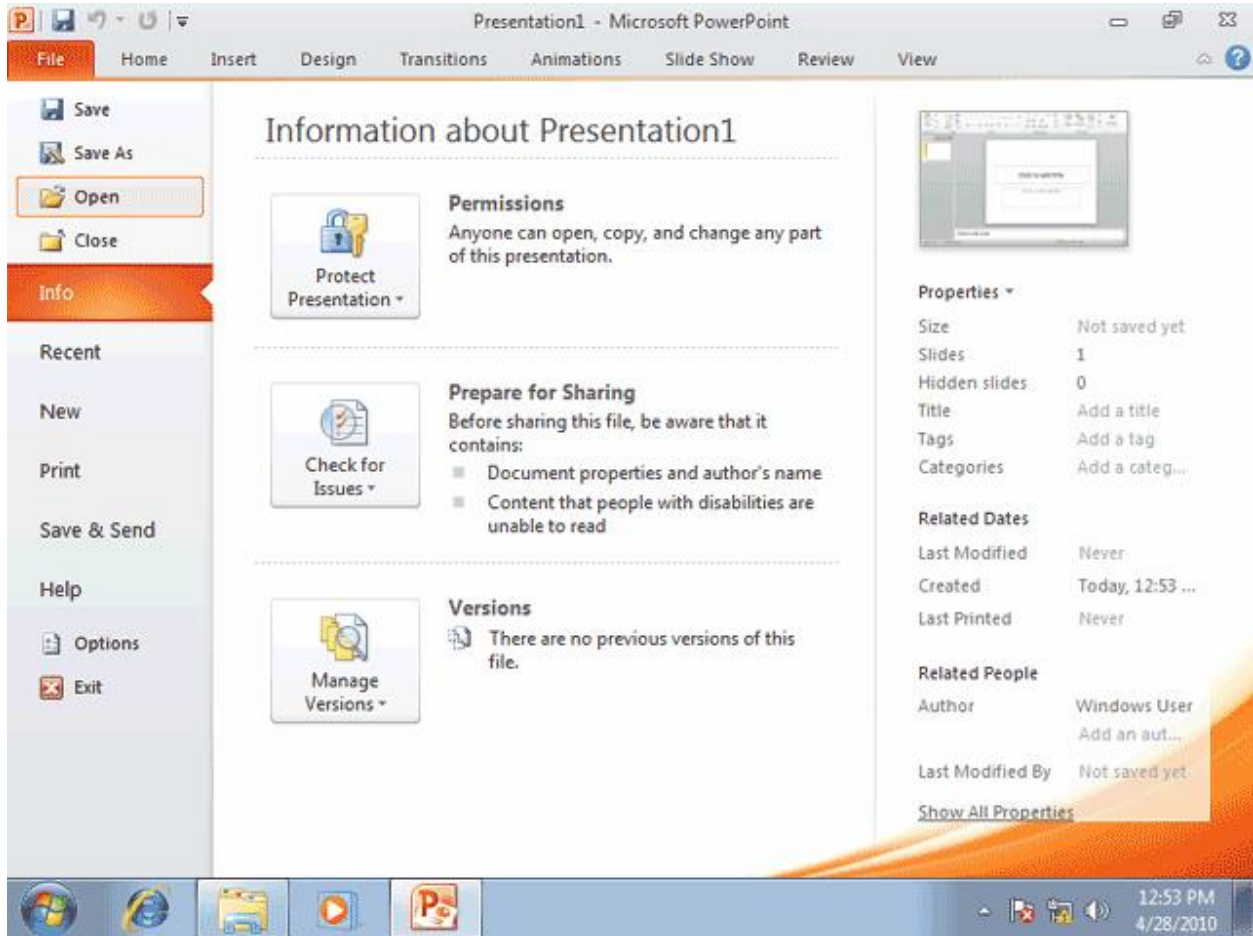 Presentation1 - Microsoft PowerPoint
File Home Insert Design Transitions Animations Slide Show Review View
Save
Save As
Open
Close
Info
Recent
New
Print
Save & Send
Help
Options
Exit
Information about Presentation1
Protect
Presentation
Permissions
Anyone can open, copy, and change any part
of this presentation.
Check for
Issues
Prepare for Sharing
Before sharing this file, be aware that it
contains:
Document properties and author's name
Content that people with disabilities are
unable to read
Manage
Versions
Versions
There are no previous versions of this
file.
Properties
Size Not saved yet
Slides 1
Hidden slides 0
Title Add a title
Tags Add a tag
Categories Add a categ...
Related Dates
Last Modified Never
Created Today, 12:53 ...
Last Printed Never
Related People
Author Windows User
Add an aut...
Last Modified By Not saved yet
Show All Properties
12:53 PM
4/28/2010